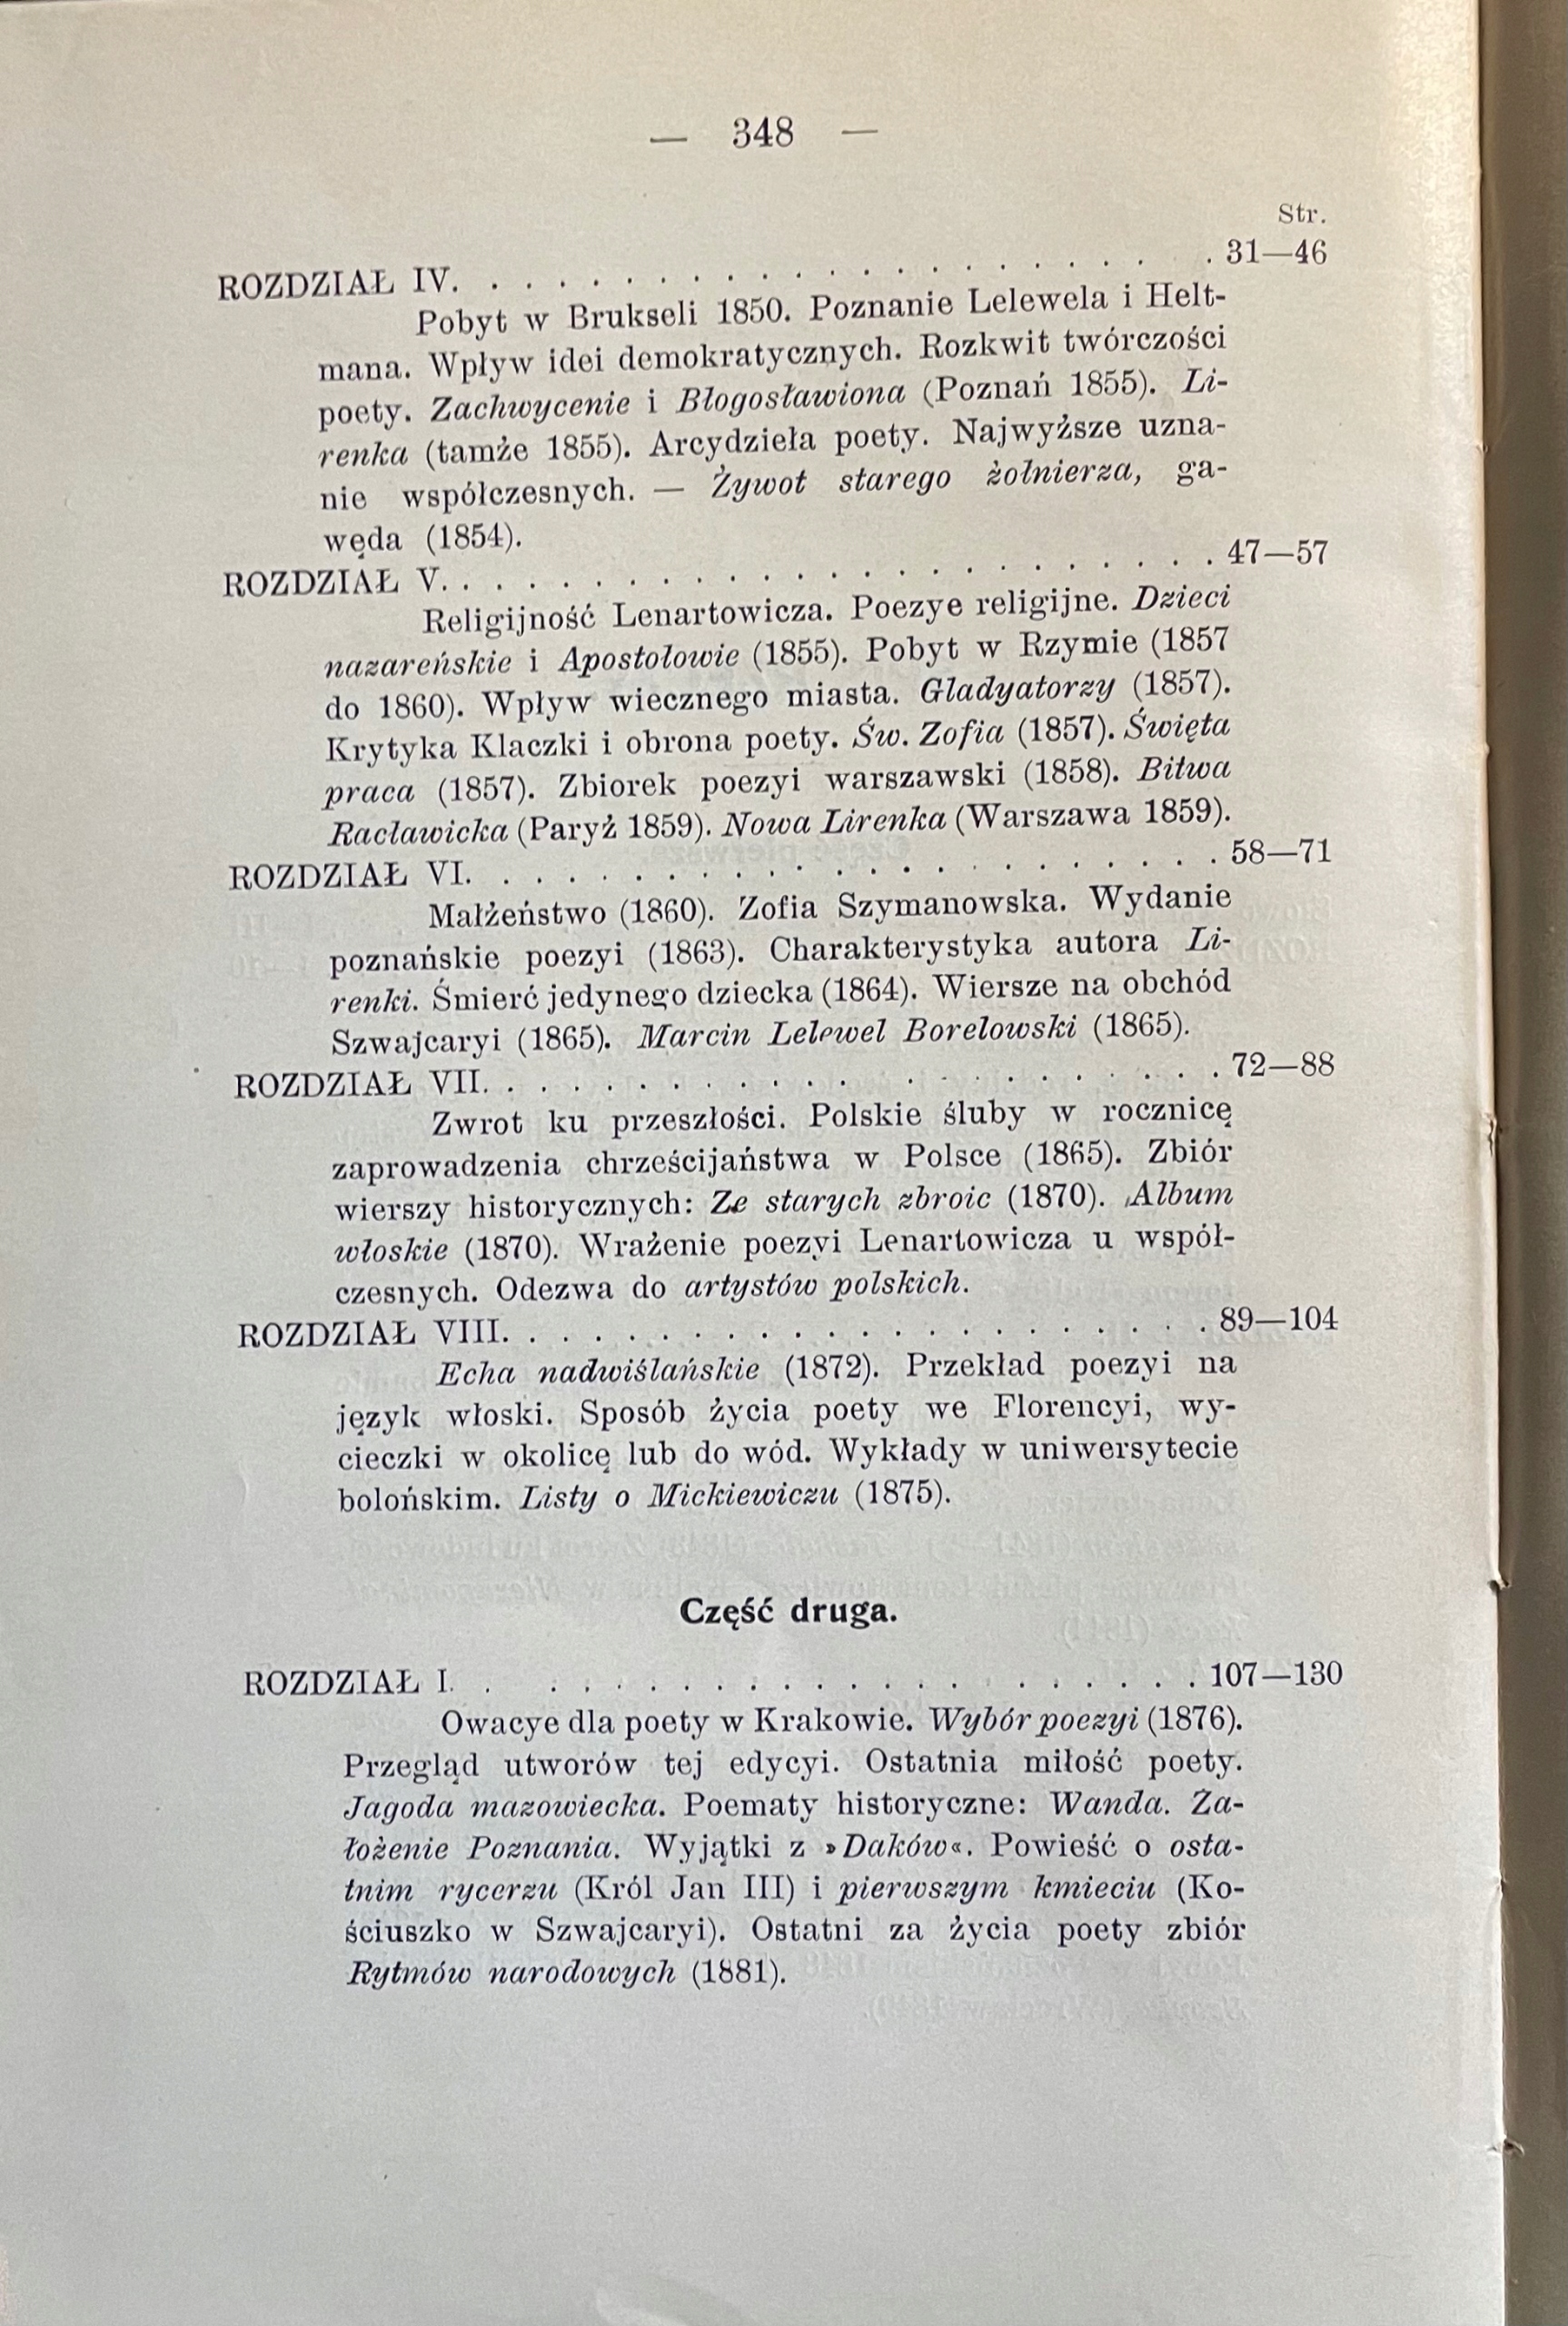 — 348 —
Str.
ROZDZIAŁ IV. . . . . . . . . . . . . . . . . . . . . . . 31—46
Pobyt w Brukseli 1850. Poznanie Lelewela i Helt-
mana. Wpływ idei demokratycznych. Rozkwit twórczości
poety. Zachwycenie i Błogosławiona (Poznań 1855). Li-
renka (tamże 1855). Arcydzieła poety. Najwyższe uzna-
nie współczesnych. — Żywot starego żołnierza, ga-
węda (1854).
ROZDZIAŁ V. . . . . . . . . . . . . . . . . . . . . . . . 47—57
Religijność Lenartowicza. Poezye religijne. Dzieci
nazareńskie i Apostołowie (1855). Pobyt w Rzymie (1857
do 1860). Wpływ wiecznego miasta. Gladyatorzy (1857).
Krytyka Klaczki i obrona poety. Św. Zofia (1857). Święta
praca (1857). Zbiorek poezyi warszawski (1858). Bitwa
Racławicka (Paryż 1859). Nowa Lirenka (Warszawa 1859).
ROZDZIAŁ VI. . . . . . . . . . . . . . . . . . . . . . . 58—71
Małżeństwo (1860). Zofia Szymanowska. Wydanie
poznańskie poezyi (1863). Charakterystyka autora Li-
renki. Śmierć jedynego dziecka (1864). Wiersze na obchód
Szwajcaryi (1865). Marcin Lelewel Borelowski (1865).
ROZDZIAŁ VII. . . . . . . . . . . . . . . . . . . . . . . 72—88
Zwrot ku przeszłości. Polskie śluby w rocznicę
zaprowadzenia chrześcijaństwa w Polsce (1865). Zbiór
wierszy historycznych: Ze starych zbroic (1870). Album
włoskie (1870). Wrażenie poezyi Lenartowicza u współ-
czesnych. Odezwa do artystów polskich.
ROZDZIAŁ VIII. . . . . . . . . . . . . . . . . . . . . . 89—104
Echa nadwiślańskie (1872). Przekład poezyi na
język włoski. Sposób życia poety we Florencyi, wy-
cieczki w okolicę lub do wód. Wykłady w uniwersytecie
bolońskim. Listy o Mickiewiczu (1875).
Część druga.
ROZDZIAŁ I. . . . . . . . . . . . . . . . . . . . . . 107—130
Owacye dla poety w Krakowie. Wybór poezyi (1876).
Przegląd utworów tej edycyi. Ostatnia miłość poety.
Jagoda mazowiecka. Poematy historyczne: Wanda. Za-
łożenie Poznania. Wyjątki z »Daków«. Powieść o osta-
tnim rycerzu (Król Jan III) i pierwszym kmieciu (Ko-
ściuszko w Szwajcaryi). Ostatni za życia poety zbiór
Rytmów narodowych (1881).